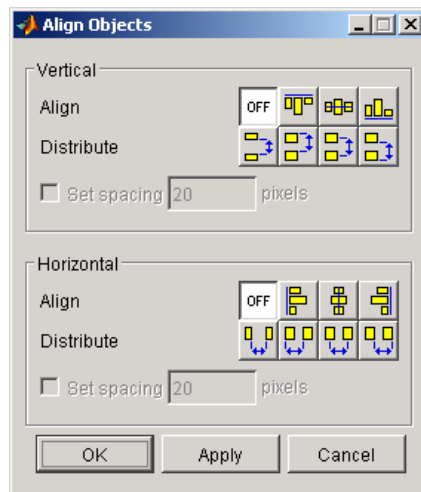 Align Objects
Vertical
Align OFF
Distribute
Set spacing 20 pixels
Horizontal
Align OFF
Distribute
Set spacing 20 pixels
OK Apply Cancel